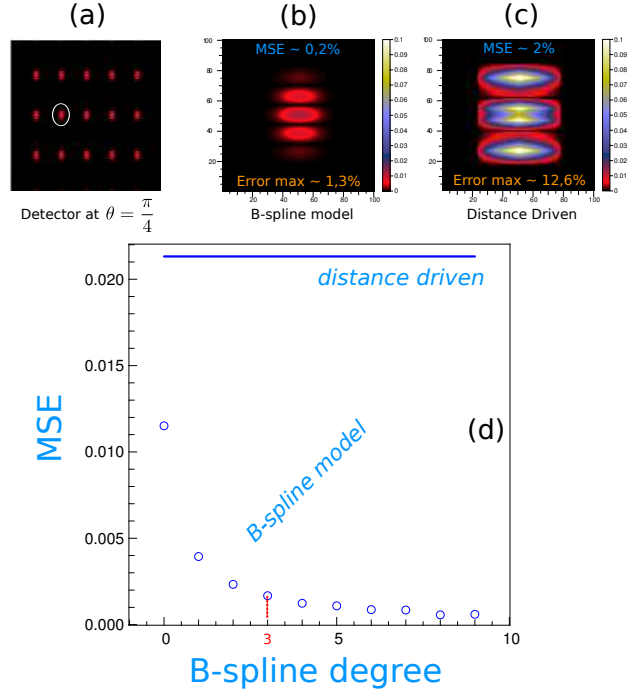 (a)
(b)
(c)
Detector at θ = π/4
100
80
60
40
20
MSE ~ 0,2%
Error max ~ 1,3%
0 20 40 60 80 100
B-spline model
0.1
0.09
0.08
0.07
0.06
0.05
0.04
0.03
0.02
0.01
0
100
80
60
40
20
MSE ~ 2%
Error max ~ 12,6%
0 20 40 60 80 100
Distance Driven
0.1
0.09
0.08
0.07
0.06
0.05
0.04
0.03
0.02
0.01
0
distance driven
(d)
B-spline model
MSE
0.020
0.015
0.010
0.005
0.000
0 3 5 10
B-spline degree